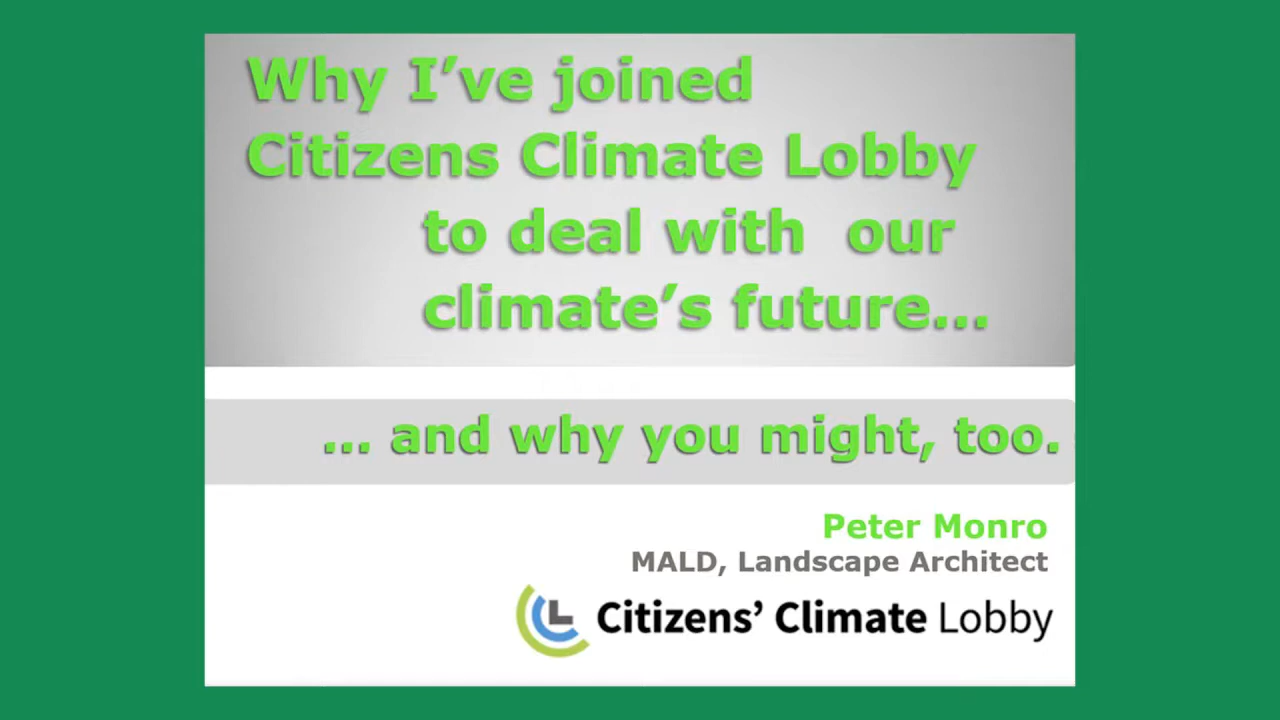 Why I’ve joined
Citizens Climate Lobby
to deal with our
climate’s future...
... and why you might, too.
Peter Monro
MALD, Landscape Architect
CCL Citizens’ Climate Lobby